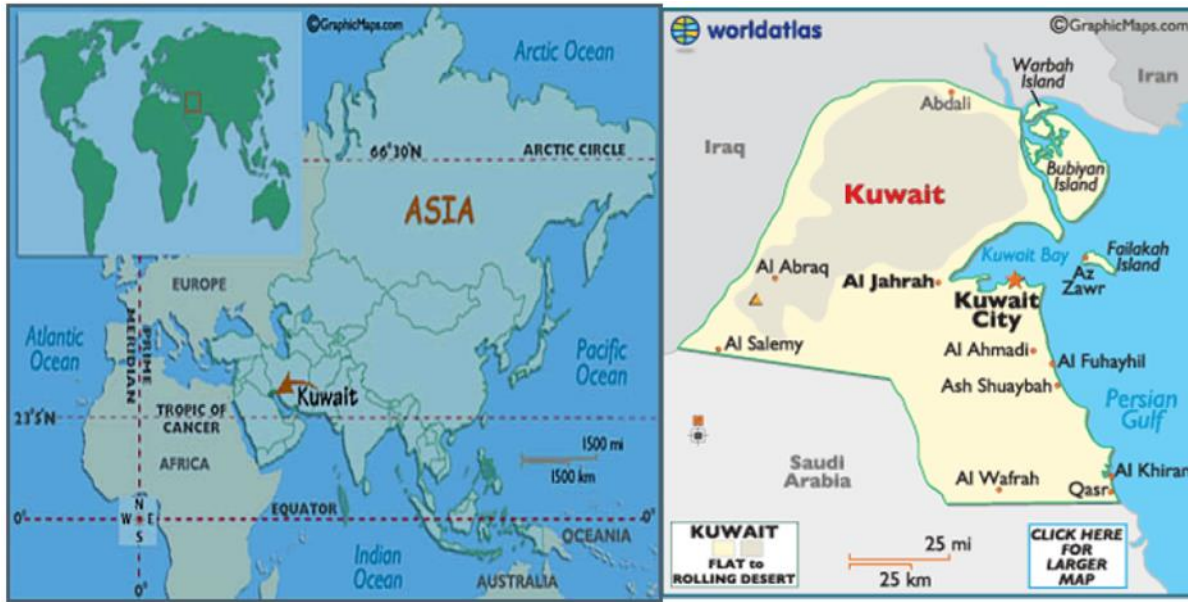 ©GraphicMaps.com
Arctic Ocean
66°30'N
ARCTIC CIRCLE
ASIA
EUROPE
Atlantic
Ocean
PRIME
MERIDIAN
Pacific
Ocean
Kuwait
TROPIC OF
CANCER
23°5'N
1500 mi
1500 km
AFRICA
N
W E
S
0°
EQUATOR
0°
OCEANIA
Indian
Ocean
AUSTRALIA
0°
worldatlas
©GraphicMaps.com
Warbah
Island
Iran
Abdali
Iraq
Bubiyan
Island
Kuwait
Kuwait Bay
Failakah
Island
Al Abraq
Al Jahrah
Az
Zawr
Kuwait
City
Al Salemy
Al Ahmadi
Al Fuhayhil
Ash Shuaybah
Persian
Gulf
Saudi
Arabia
Al Wafrah
Al Khiran
Qasr
KUWAIT
FLAT to
ROLLING DESERT
25 mi
25 km
CLICK HERE
FOR
LARGER
MAP